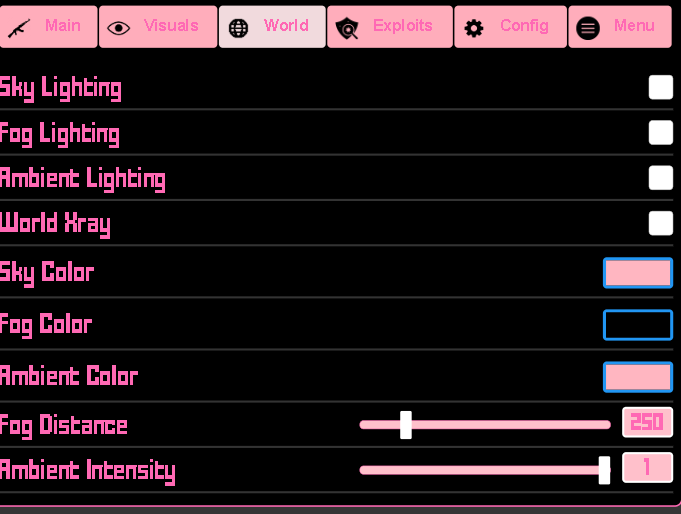 Main Visuals World Exploits Config Menu
Sky Lighting
Fog Lighting
Ambient Lighting
World Xray
Sky Color
Fog Color
Ambient Color
Fog Distance 250
Ambient Intensity 1